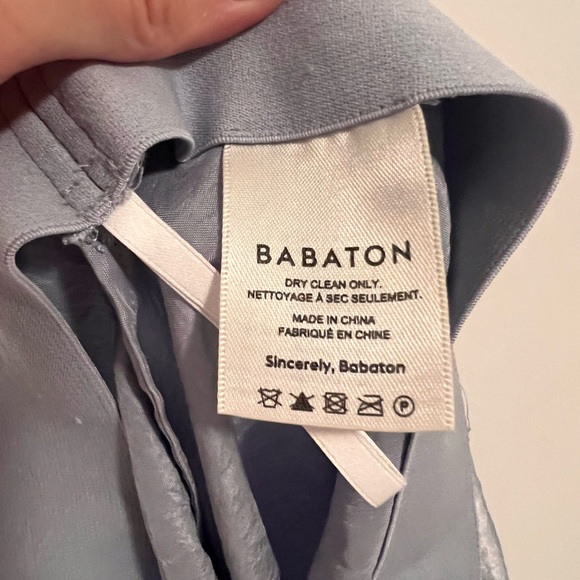 BABATON
DRY CLEAN ONLY.
NETTOYAGE À SEC SEULEMENT.
MADE IN CHINA
FABRIQUÉ EN CHINE
Sincerely, Babaton
P